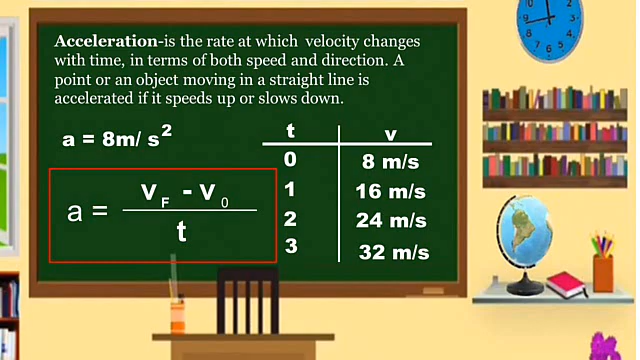 Acceleration-is the rate at which velocity changes
with time, in terms of both speed and direction. A
point or an object moving in a straight line is
accelerated if it speeds up or slows down.
a = 8m/ s²
t v
0 8 m/s
1 16 m/s
2 24 m/s
3 32 m/s
a = (V_F - V_0) / t